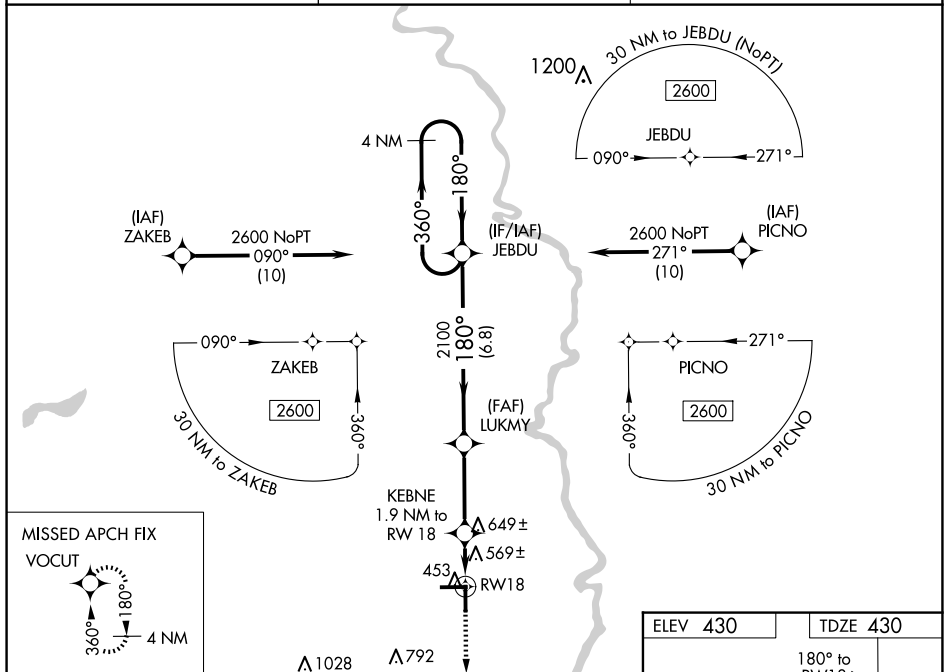 30 NM to JEBDU (NoPT)
1200
2600
JEBDU
090°
271°
4 NM
180°
360°
(IAF)
ZAKEB
2600 NoPT
090°
(10)
(IF/IAF)
JEBDU
2600 NoPT
271°
(10)
(IAF)
PICNO
2100
180°
(6.8)
090°
ZAKEB
2600
360°
30 NM to ZAKEB
271°
PICNO
2600
360°
30 NM to PICNO
(FAF)
LUKMY
KEBNE
1.9 NM to
RW 18
649±
569±
453
RW18
MISSED APCH FIX
VOCUT
180°
360°
4 NM
1028
792
ELEV 430
TDZE 430
180° to